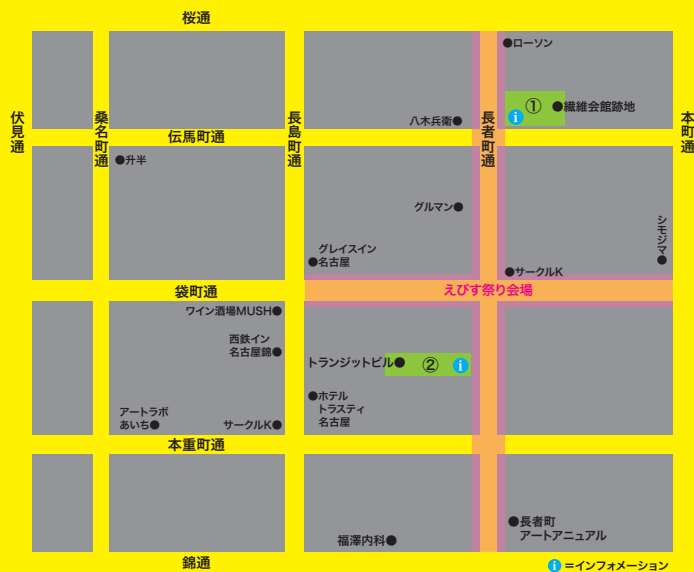 桜通
ローソン
①
繊維会館跡地
伏見通
桑名町通
長島町通
長者町通
本町通
八木兵衛
伝馬町通
升半
グルマン
シモジマ
グレイスイン
名古屋
サークルK
袋町通
えびす祭り会場
ワイン酒場MUSH
西鉄イン
名古屋錦
トランジットビル
②
i
ホテル
トラスティ
名古屋
アートラボ
あいち
サークルK
本重町通
長者町
アートアニュアル
福澤内科
錦通
i
i =インフォメーション